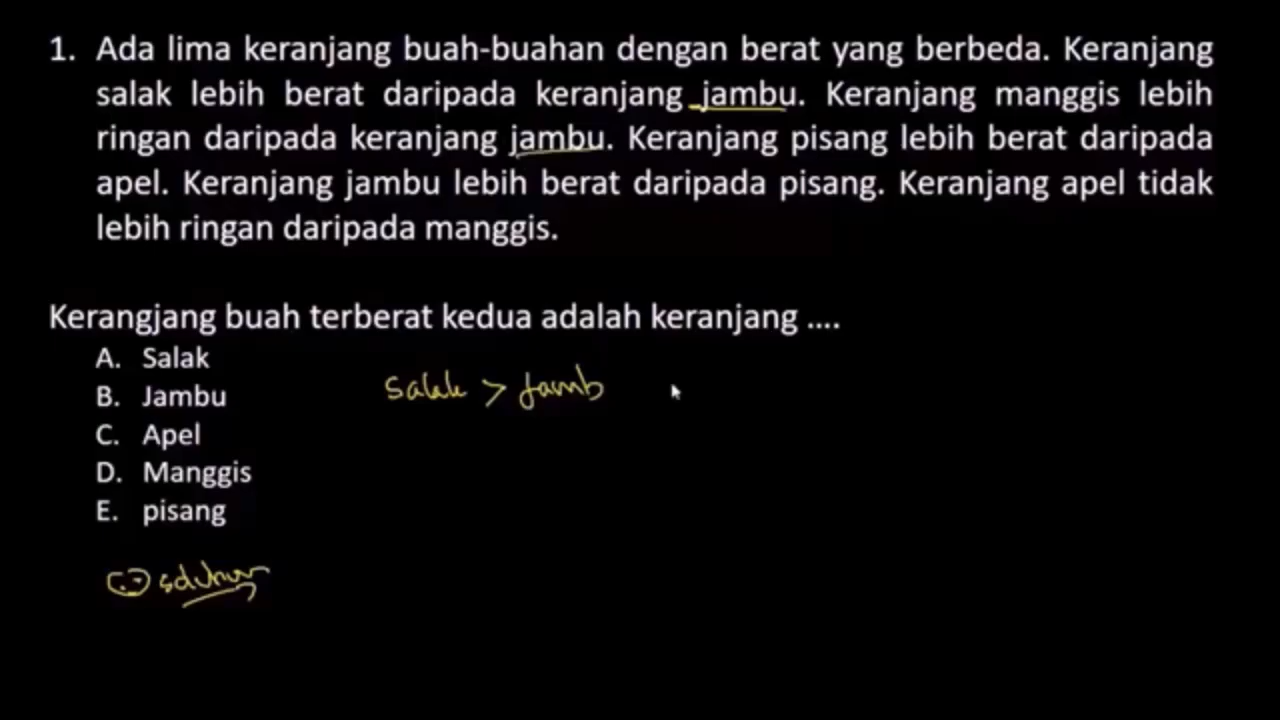 1. Ada lima keranjang buah-buahan dengan berat yang berbeda. Keranjang
salak lebih berat daripada keranjang jambu. Keranjang manggis lebih
ringan daripada keranjang jambu. Keranjang pisang lebih berat daripada
apel. Keranjang jambu lebih berat daripada pisang. Keranjang apel tidak
lebih ringan daripada manggis.
Kerangjang buah terberat kedua adalah keranjang ....
A. Salak
B. Jambu
C. Apel
D. Manggis
E. pisang
Salak > Jamb